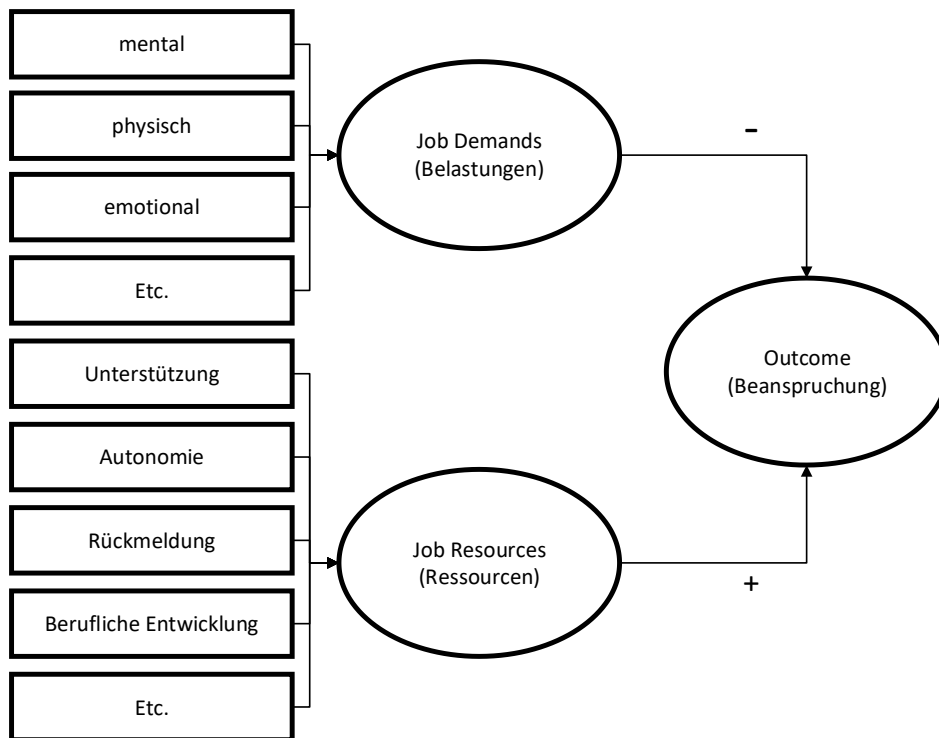 mental
physisch
emotional
Etc.
Unterstützung
Autonomie
Rückmeldung
Berufliche Entwicklung
Etc.
Job Demands
(Belastungen)
Job Resources
(Ressourcen)
-
+
Outcome
(Beanspruchung)